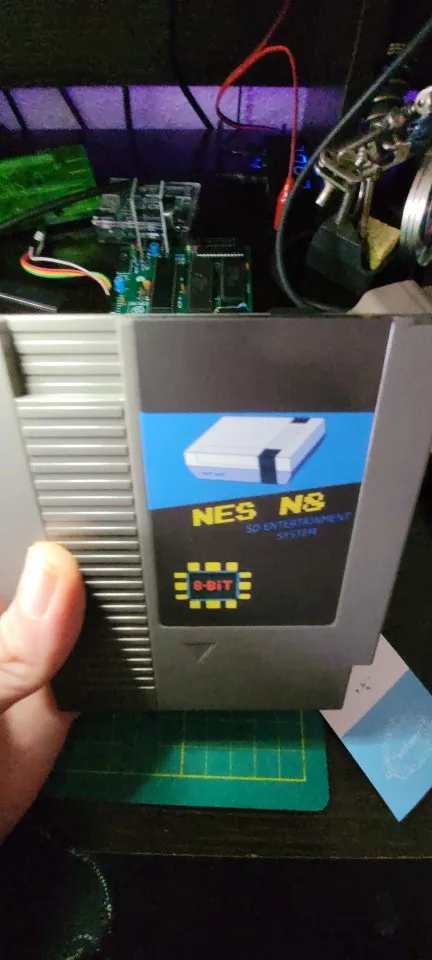 NES N8
SD ENTERTAINMENT
SYSTEM
8-BiT